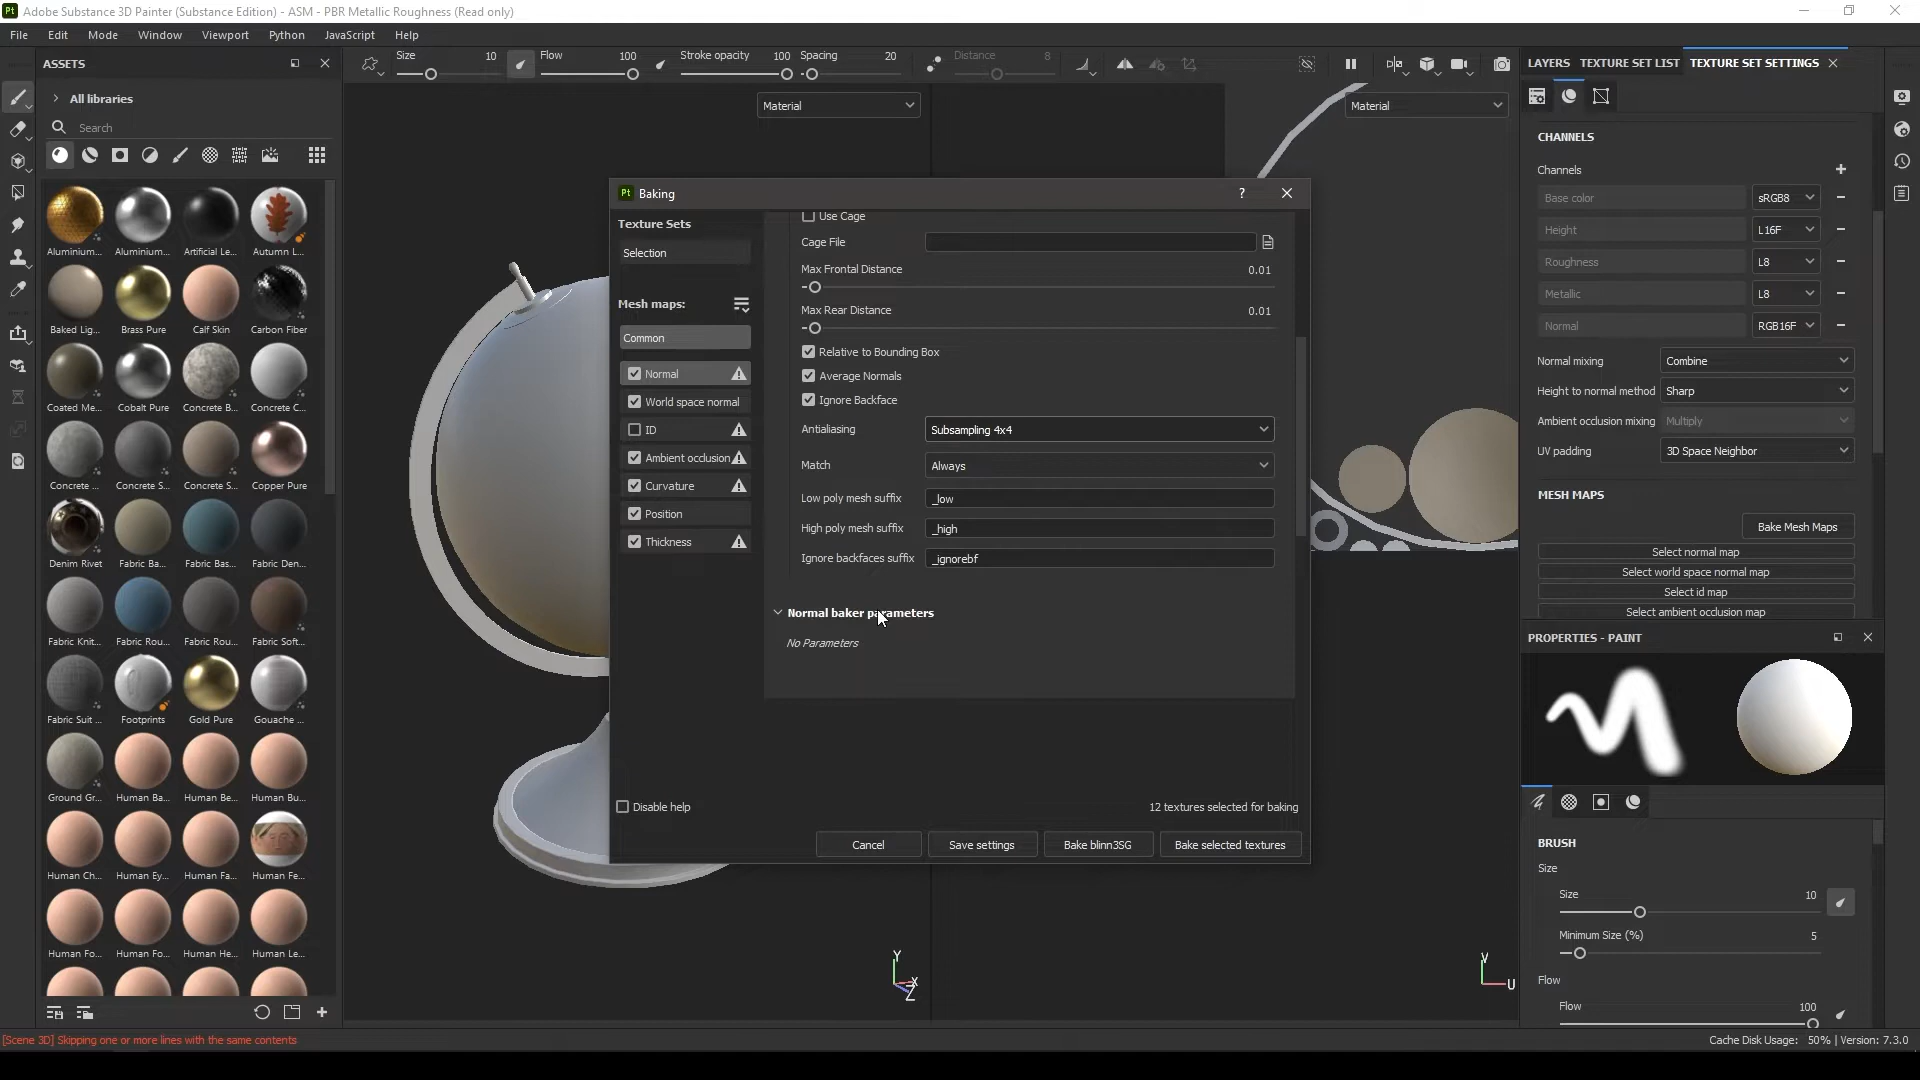 Adobe Substance 3D Painter (Substance Edition) - ASM - PBR Metallic Roughness (Read only)
File Edit Mode Window Viewport Python JavaScript Help
ASSETS
All libraries
Search
Aluminium... Aluminium... Artificial Le... Autumn L...
Baked Lig... Brass Pure Calf Skin Carbon Fiber
Coated Me... Cobalt Pure Concrete B... Concrete C...
Concrete ... Concrete S... Concrete S... Copper Pure
Denim Rivet Fabric Ba... Fabric Bas... Fabric Den...
Fabric Knit... Fabric Rou... Fabric Rou... Fabric Soft...
Fabric Suit ... Footprints Gold Pure Gouache ...
Ground Gr... Human Ba... Human Be... Human Bu...
Human Ch... Human Ey... Human Fa... Human Fe...
Human Fo... Human Fo... Human He... Human Le...
Size 10 Flow 100 Stroke opacity 100 Spacing 20 Distance 8
Material
Material
Pt Baking ?
Texture Sets
Selection
Mesh maps:
Common
Normal
World space normal
ID
Ambient occlusion
Curvature
Position
Thickness
Use Cage
Cage File
Max Frontal Distance 0.01
Max Rear Distance 0.01
Relative to Bounding Box
Average Normals
Ignore Backface
Antialiasing Subsampling 4x4
Match Always
Low poly mesh suffix _low
High poly mesh suffix _high
Ignore backfaces suffix _ignorebf
Normal baker parameters
No Parameters
Disable help
12 textures selected for baking
Cancel Save settings Bake blinn3SG Bake selected textures
Y X Z
V U
LAYERS TEXTURE SET LIST TEXTURE SET SETTINGS
CHANNELS
Channels
Base color sRGB8
Height L16F
Roughness L8
Metallic L8
Normal RGB16F
Normal mixing Combine
Height to normal method Sharp
Ambient occlusion mixing Multiply
UV padding 3D Space Neighbor
MESH MAPS
Bake Mesh Maps
Select normal map
Select world space normal map
Select id map
Select ambient occlusion map
PROPERTIES - PAINT
BRUSH
Size
Size 10
Minimum Size (%) 5
Flow
Flow 100
[Scene 3D] Skipping one or more lines with the same contents
Cache Disk Usage: 50% | Version: 7.3.0